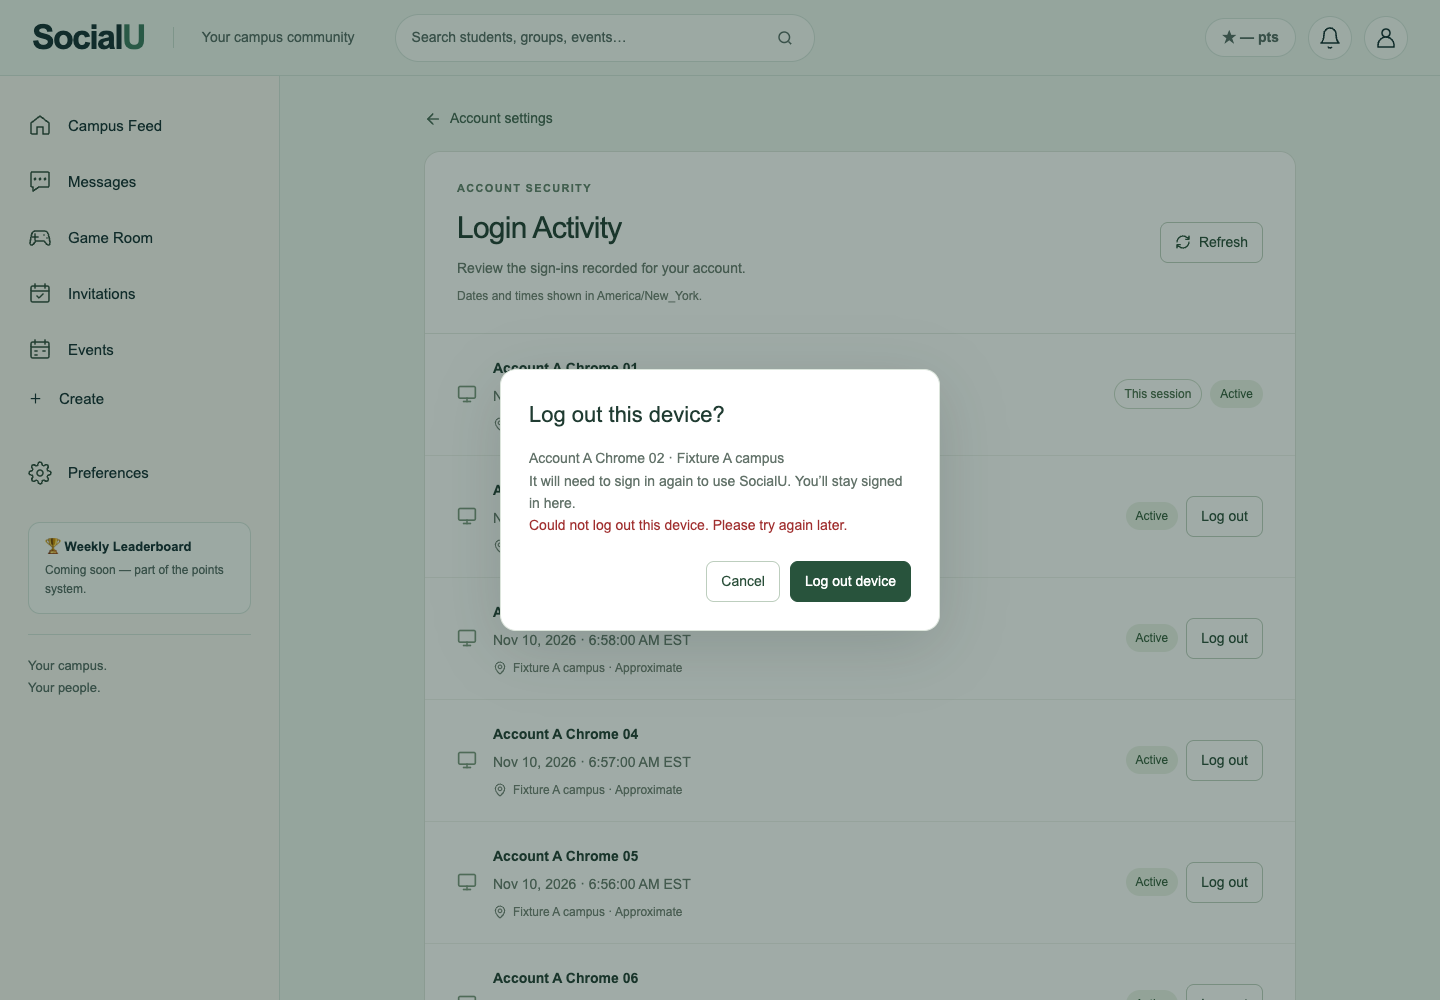 SocialU
Your campus community
Search students, groups, events…
★ — pts
Campus Feed
Messages
Game Room
Invitations
Events
+ Create
Preferences
🏆 Weekly Leaderboard
Coming soon — part of the points
system.
Your campus.
Your people.
← Account settings
ACCOUNT SECURITY
Login Activity
Review the sign-ins recorded for your account.
Dates and times shown in America/New_York.
Refresh
Account A Chrome 01
This session
Active
Log out this device?
Account A Chrome 02 · Fixture A campus
It will need to sign in again to use SocialU. You’ll stay signed
in here.
Could not log out this device. Please try again later.
Cancel
Log out device
Active
Log out
Nov 10, 2026 · 6:58:00 AM EST
Fixture A campus · Approximate
Active
Log out
Account A Chrome 04
Nov 10, 2026 · 6:57:00 AM EST
Fixture A campus · Approximate
Active
Log out
Account A Chrome 05
Nov 10, 2026 · 6:56:00 AM EST
Fixture A campus · Approximate
Active
Log out
Account A Chrome 06